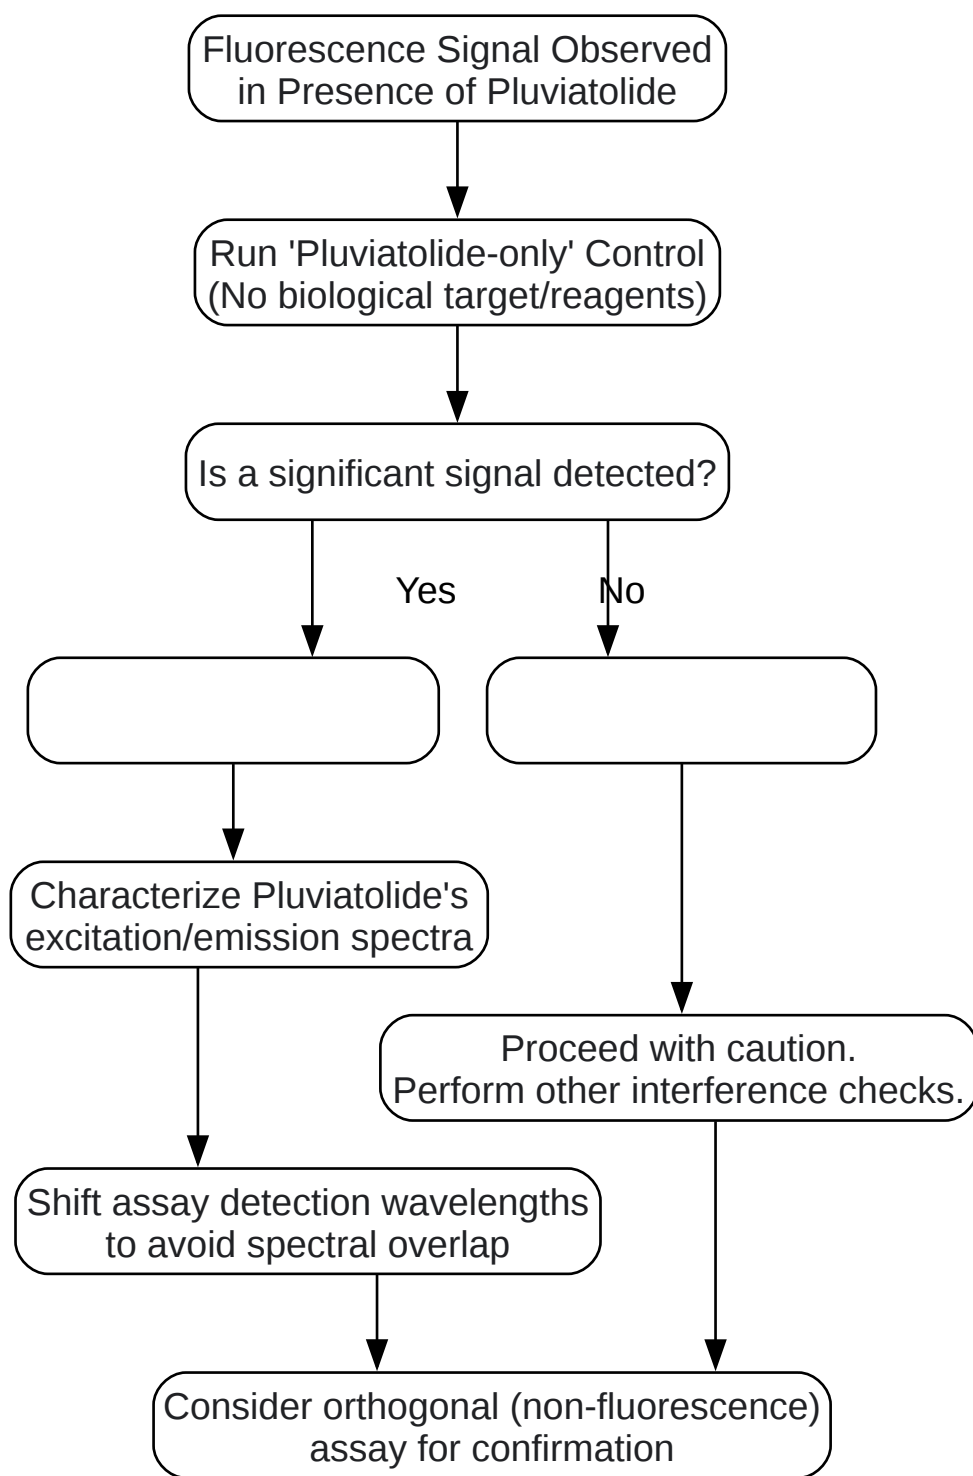 Fluorescence Signal Observed
in Presence of Pluviatolide
Run 'Pluviatolide-only' Control
(No biological target/reagents)
Is a significant signal detected?
Yes
No
Characterize Pluviatolide's
excitation/emission spectra
Proceed with caution.
Perform other interference checks.
Shift assay detection wavelengths
to avoid spectral overlap
Consider orthogonal (non-fluorescence)
assay for confirmation